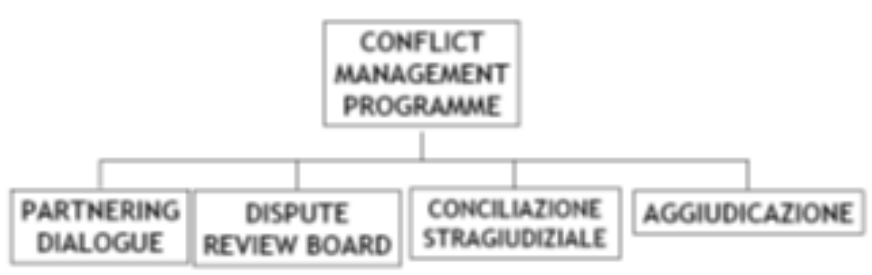 CONFLICT
MANAGEMENT
PROGRAMME
PARTNERING
DIALOGUE
DISPUTE
REVIEW BOARD
CONCILIAZIONE
STRAGIUDIZIALE
AGGIUDICAZIONE